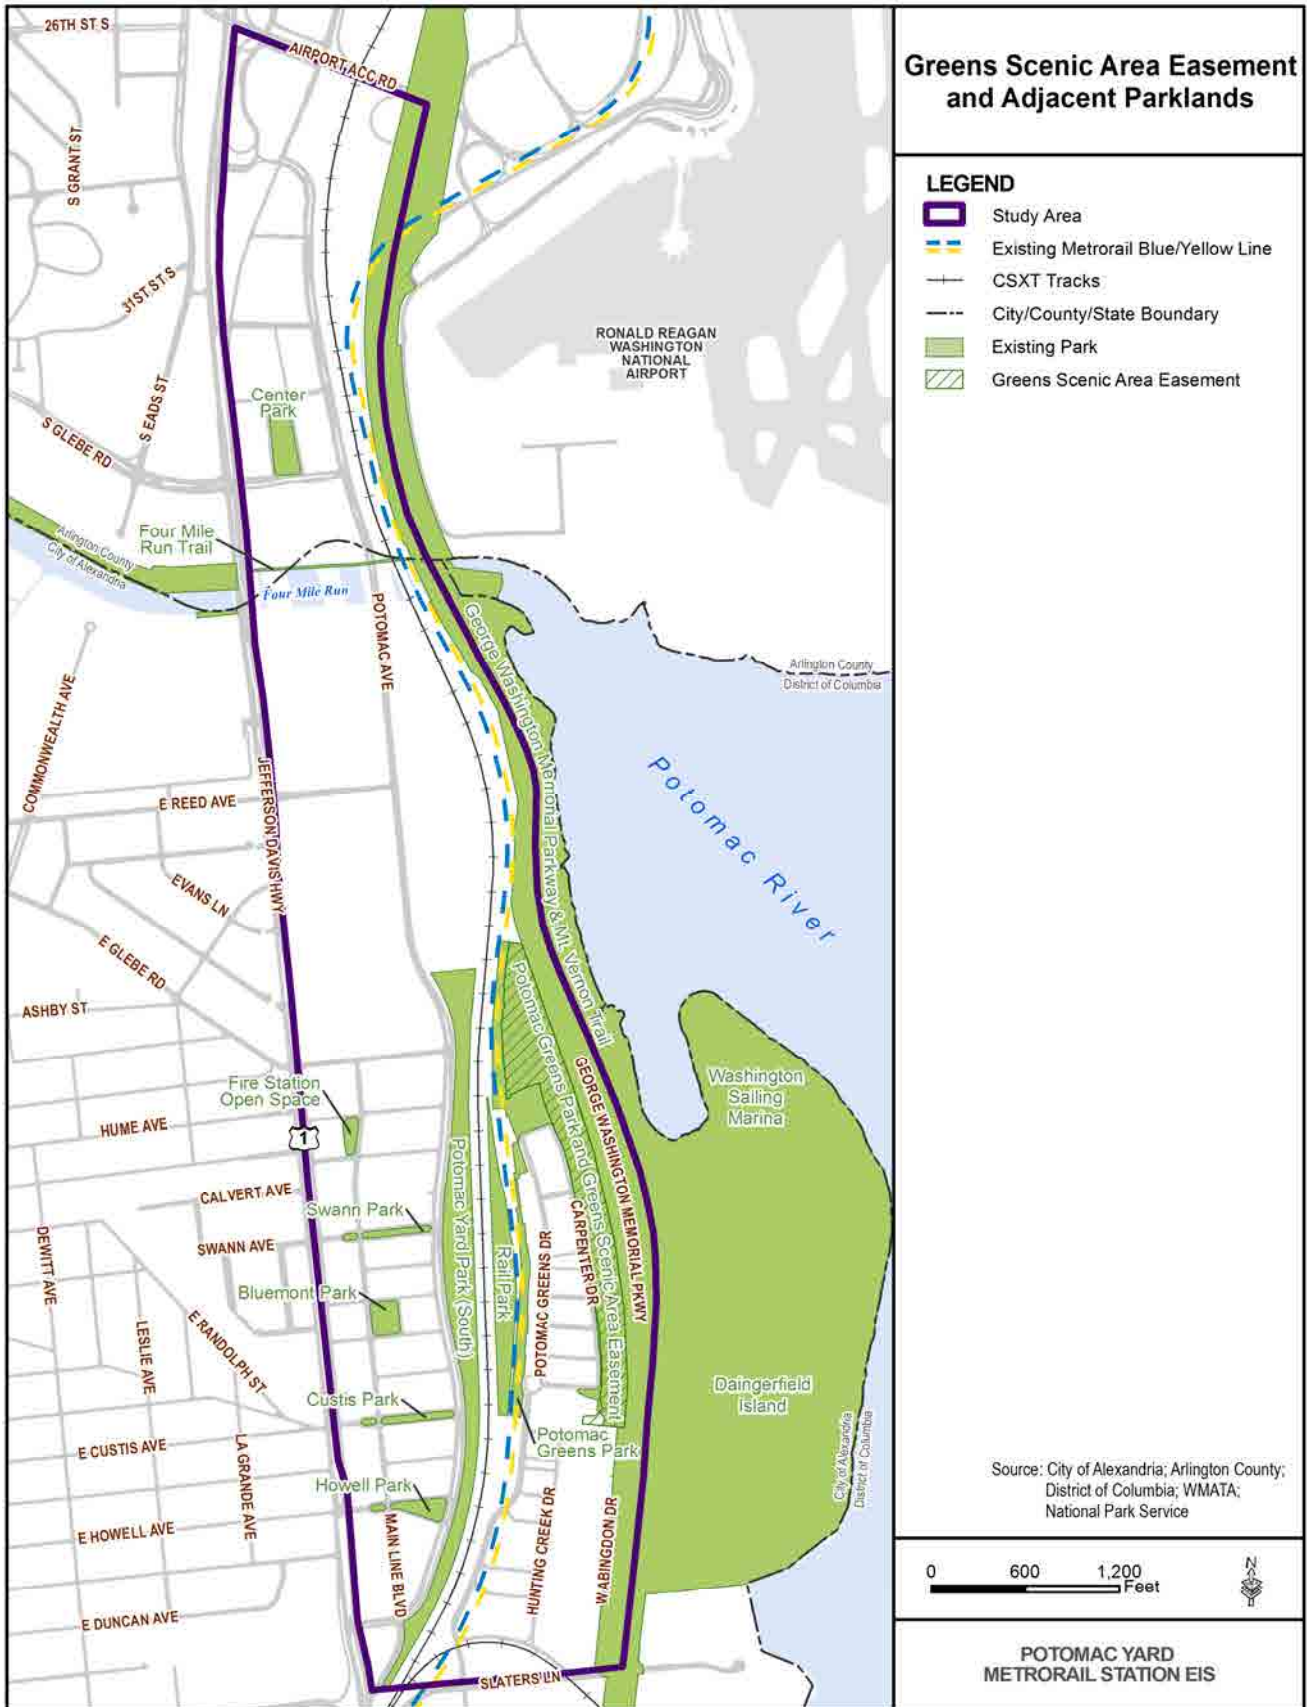 Greens Scenic Area Easement
and Adjacent Parklands
LEGEND
Study Area
Existing Metrorail Blue/Yellow Line
CSXT Tracks
City/County/State Boundary
Existing Park
Greens Scenic Area Easement
26TH ST S
AIRPORT ACC RD
S GRANT ST
31ST ST S
S EADS ST
S GLEBE RD
Center
Park
RONALD REAGAN
WASHINGTON
NATIONAL
AIRPORT
Four Mile
Run Trail
Arlington County
City of Alexandria
Four Mile Run
POTOMAC AVE
George Washington Memorial Parkway & Mt. Vernon Trail
Arlington County
District of Columbia
COMMONWEALTH AVE
JEFFERSON DAVIS HWY
E REED AVE
Potomac River
EVANS LN
E GLEBE RD
ASHBY ST
Potomac Greens Park and Greens Scenic Area Easement
GEORGE WASHINGTON MEMORIAL PKWY
Washington
Sailing
Marina
Fire Station
Open Space
HUME AVE
1
CALVERT AVE
Swann Park
SWANN AVE
Potomac Yard Park (South)
Rail Park
POTOMAC GREENS DR
CARPENTER DR
DEWITT AVE
Bluemont Park
LESLIE AVE
E RANDOLPH ST
Daingerfield
Island
Custis Park
Potomac
Greens Park
E CUSTIS AVE
LA GRANDE AVE
City of Alexandria
District of Columbia
Howell Park
E HOWELL AVE
MAIN LINE BLVD
HUNTING CREEK DR
W ABINGDON DR
E DUNCAN AVE
SLATERS LN
Source: City of Alexandria; Arlington County;
District of Columbia; WMATA;
National Park Service
0 600 1,200
Feet
N
POTOMAC YARD
METRORAIL STATION EIS